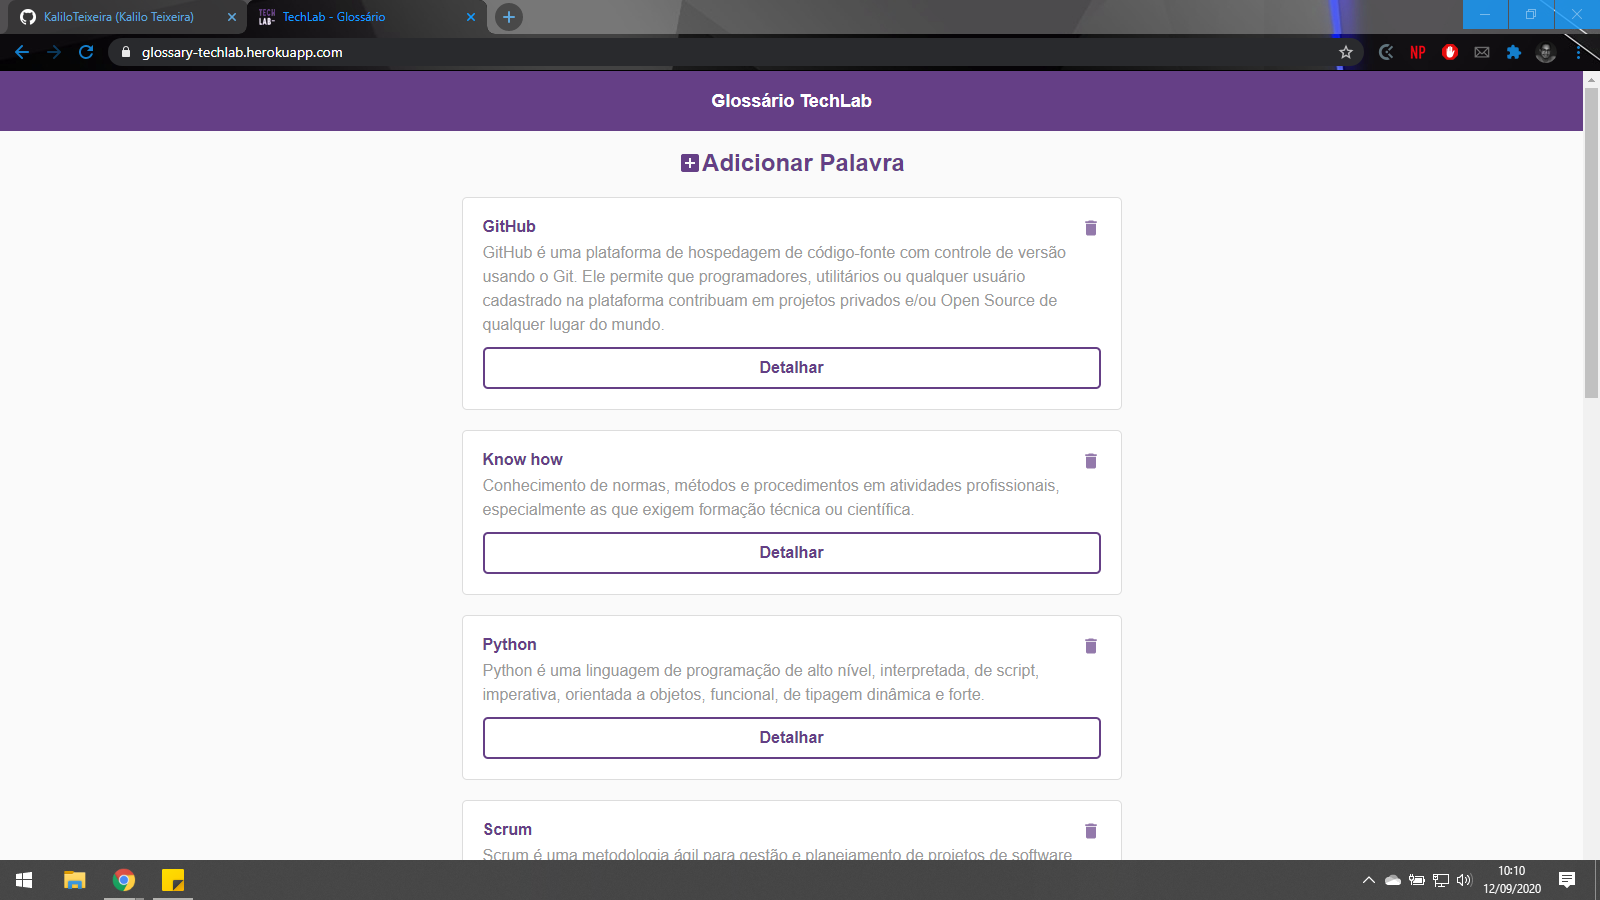 KaliloTeixeira (Kalilo Teixeira)
TECH
LAB
TechLab - Glossário
glossary-techlab.herokuapp.com
NP
Glossário TechLab
Adicionar Palavra
GitHub
GitHub é uma plataforma de hospedagem de código-fonte com controle de versão
usando o Git. Ele permite que programadores, utilitários ou qualquer usuário
cadastrado na plataforma contribuam em projetos privados e/ou Open Source de
qualquer lugar do mundo.
Detalhar
Know how
Conhecimento de normas, métodos e procedimentos em atividades profissionais,
especialmente as que exigem formação técnica ou científica.
Detalhar
Python
Python é uma linguagem de programação de alto nível, interpretada, de script,
imperativa, orientada a objetos, funcional, de tipagem dinâmica e forte.
Detalhar
Scrum
Scrum é uma metodologia ágil para gestão e planejamento de projetos de software
10:10
12/09/2020